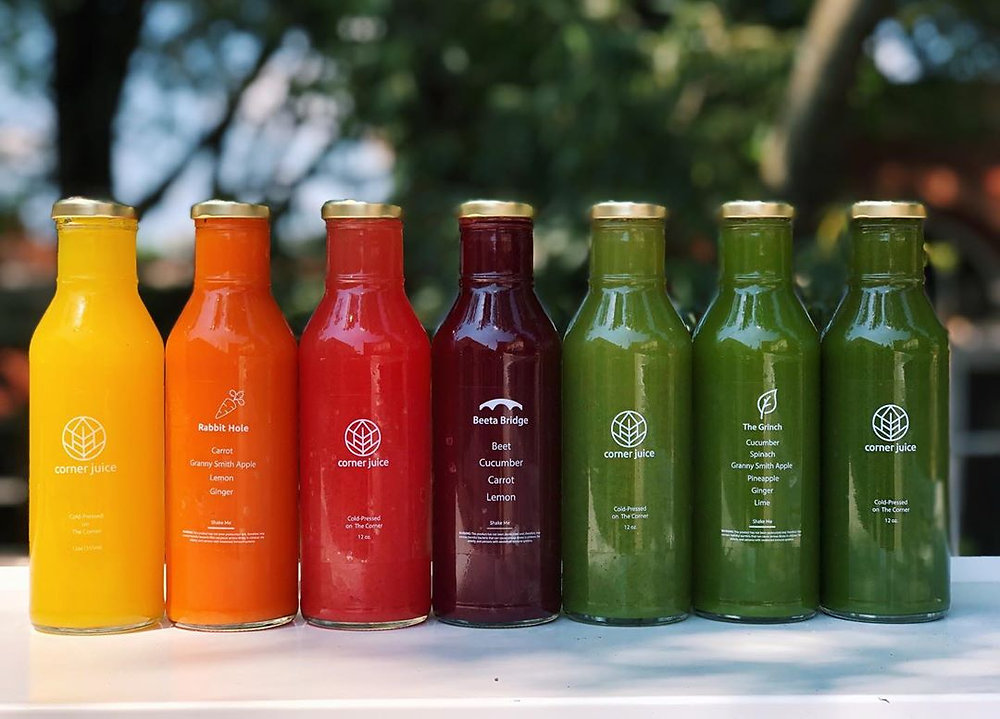 corner juice
Cold-Pressed
on
The Corner
Rabbit Hole
Carrot
Granny Smith Apple
Lemon
Ginger
Shake Me
corner juice
Cold-Pressed
on The Corner
12 oz.
Beeta Bridge
Beet
Cucumber
Carrot
Lemon
Shake Me
corner juice
Cold-Pressed
on The Corner
12 oz.
The Grinch
Cucumber
Spinach
Granny Smith Apple
Pineapple
Ginger
Lime
Shake Me
corner juice
Cold-Pressed
on The Corner
12 oz.